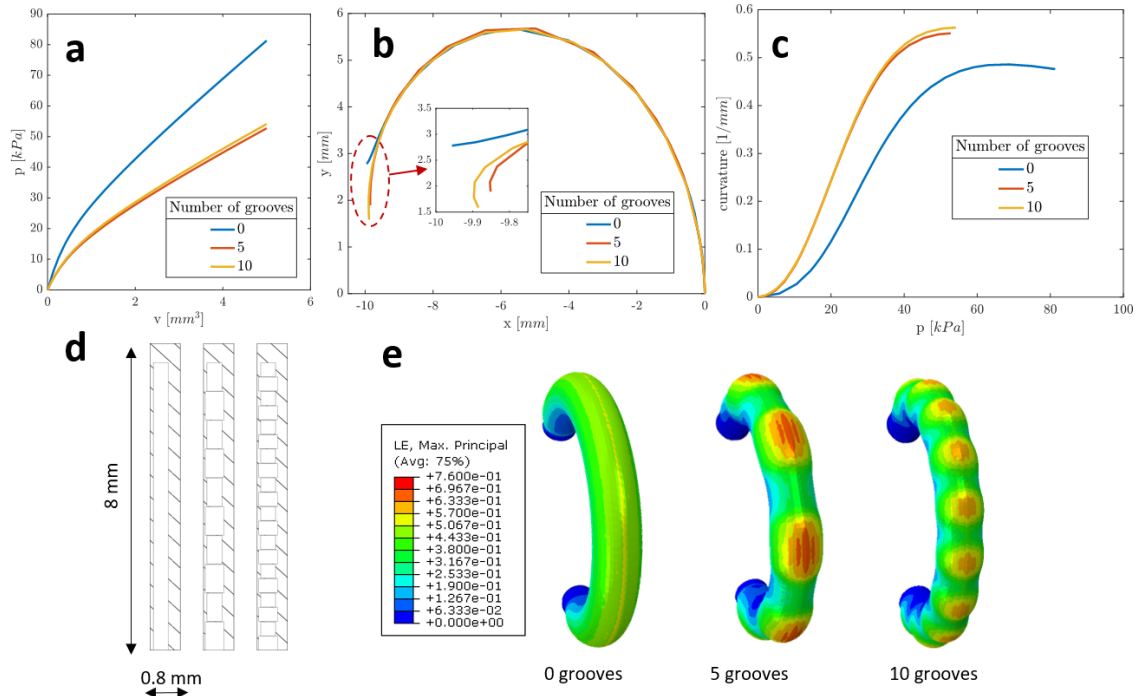 a
p [kPa]
90
80
70
60
50
40
30
20
10
0
0
2
4
6
v [mm³]
Number of grooves
0
5
10
b
y [mm]
6
5
4
3
2
1
0
-10
-8
-6
-4
-2
0
x [mm]
3.5
3
2.5
2
1.5
-10
-9.9
-9.8
Number of grooves
0
5
10
c
curvature [1/mm]
0.6
0.5
0.4
0.3
0.2
0.1
0
0
20
40
60
80
100
p [kPa]
Number of grooves
0
5
10
d
8 mm
0.8 mm
e
LE, Max. Principal
(Avg: 75%)
+7.600e-01
+6.967e-01
+6.333e-01
+5.700e-01
+5.067e-01
+4.433e-01
+3.800e-01
+3.167e-01
+2.533e-01
+1.900e-01
+1.267e-01
+6.333e-02
+0.000e+00
0 grooves
5 grooves
10 grooves